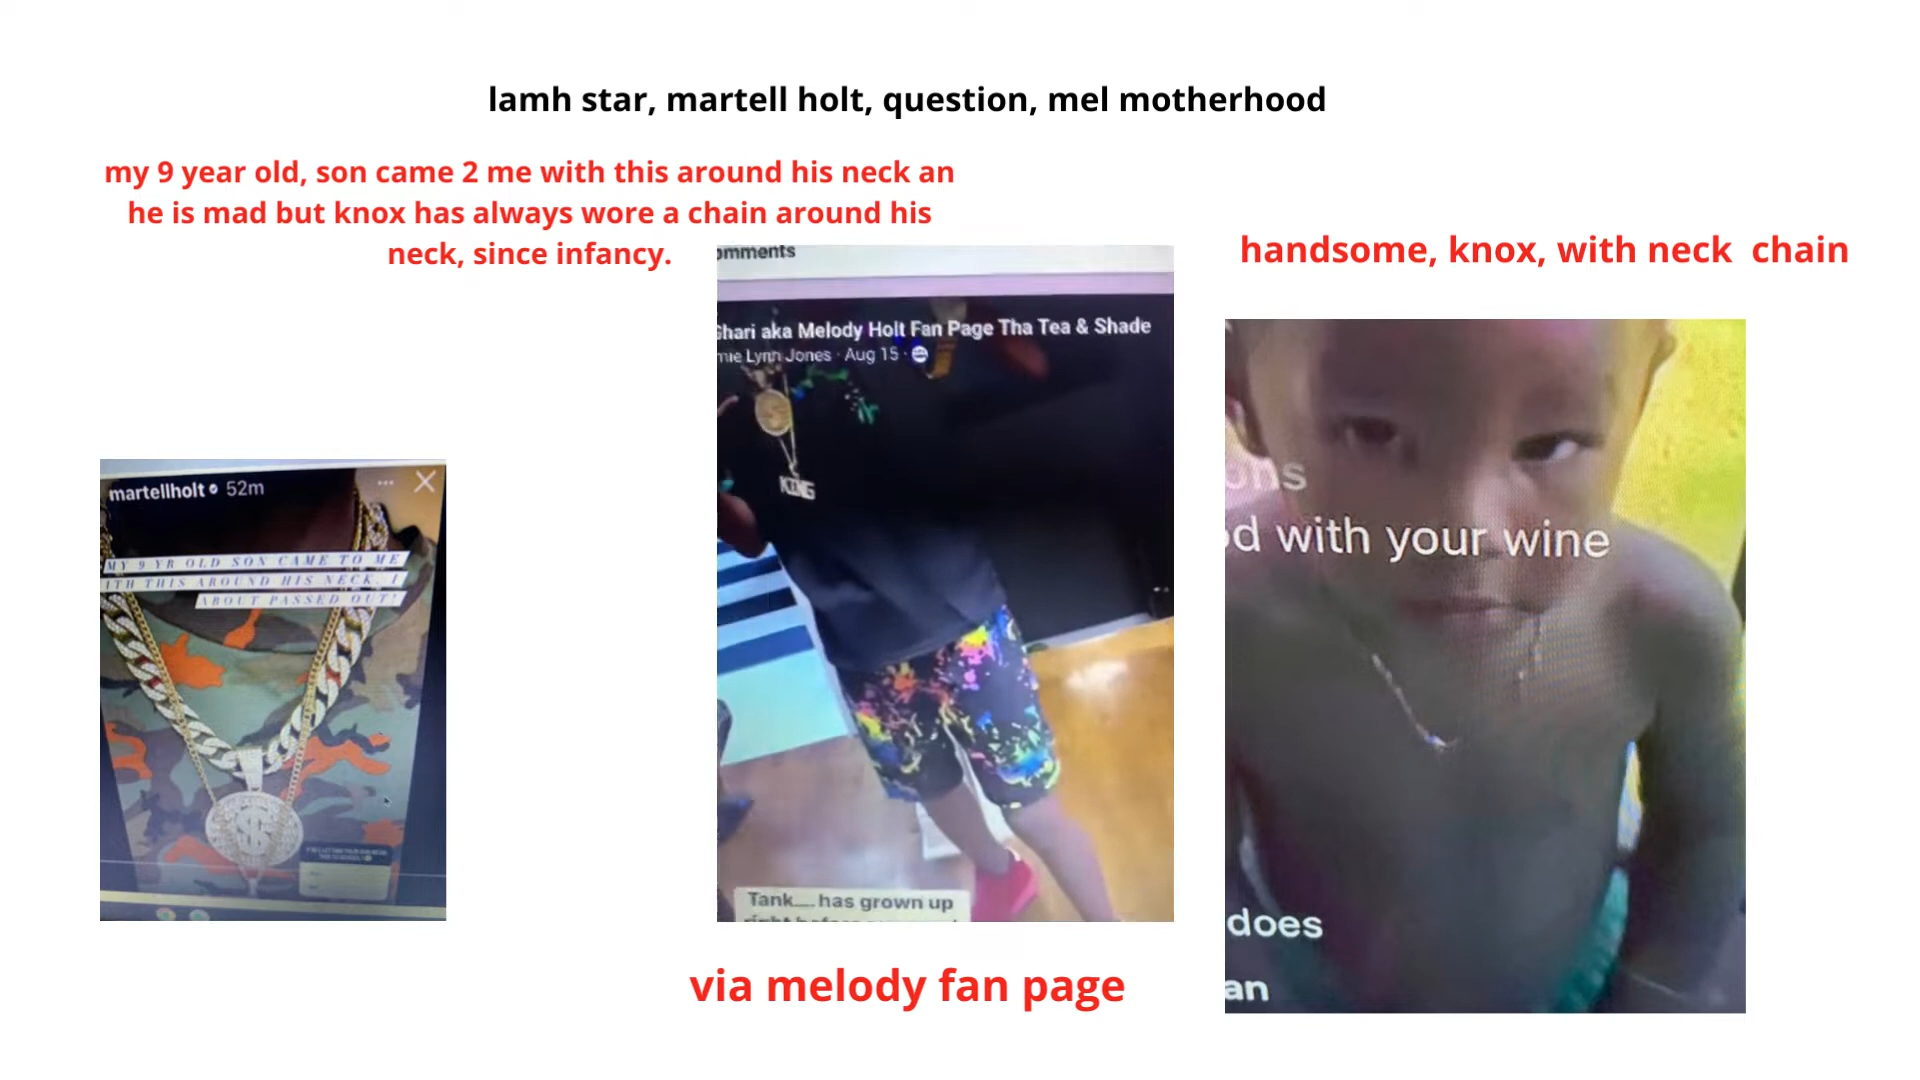 lamh star, martell holt, question, mel motherhood
my 9 year old, son came 2 me with this around his neck an
he is mad but knox has always wore a chain around his
neck, since infancy.
handsome, knox, with neck chain
martellholt 52m
MY 9 YR OLD SON CAME TO ME
ITH THIS AROUND HIS NECK. I
ABOUT PASSED OUT!
$
omments
Shari aka Melody Holt Fan Page Tha Tea & Shade
mie Lynn Jones · Aug 15 ·
KING
Tank.... has grown up
ons
d with your wine
does
an
via melody fan page